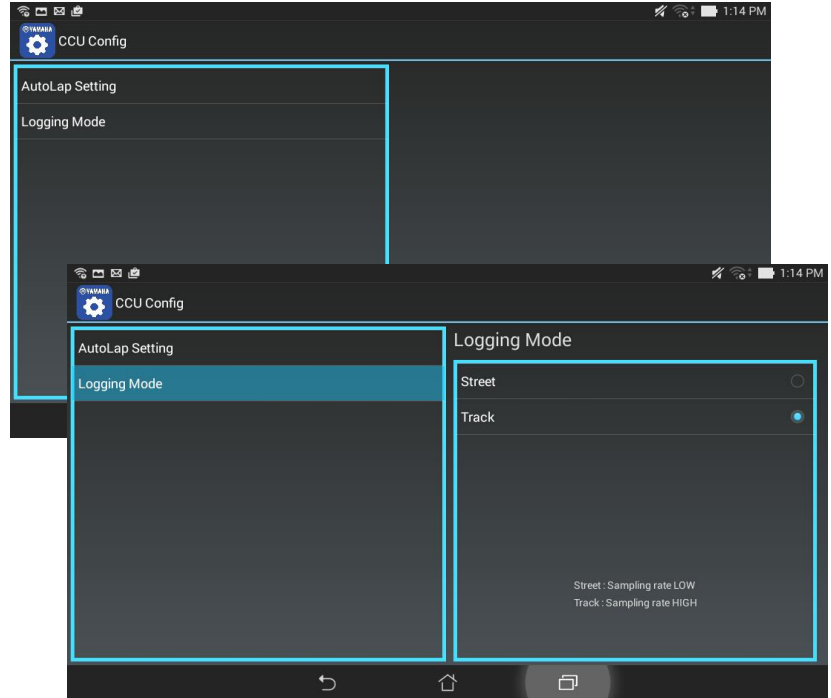 1:14 PM
YAMAHA
CCU Config
AutoLap Setting
Logging Mode
1:14 PM
YAMAHA
CCU Config
AutoLap Setting
Logging Mode
Logging Mode
Street
Track
Street : Sampling rate LOW
Track : Sampling rate HIGH